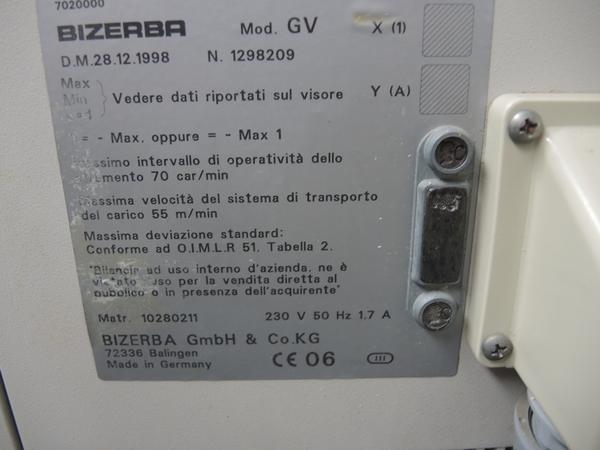 7020000
BIZERBA Mod. GV X (1)
D.M.28.12.1998 N. 1298209
Max
Min Vedere dati riportati sul visore Y (A)
= - Max. oppure = - Max 1
massimo intervallo di operatività dello
70 car/min
massima velocità del sistema di transporto
del carico 55 m/min
Massima deviazione standard:
Conforme ad O.I.M.L.R 51. Tabella 2.
"Bilancia ad uso interno d'azienda, ne è
vietato uso per la vendita diretta al
pubblico o in presenza dell'acquirente"
Matr. 10280211 230 V 50 Hz 1.7 A
BIZERBA GmbH & Co.KG
72336 Balingen
Made in Germany CE 06 III